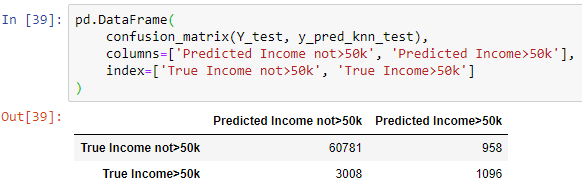 In [39]: pd.DataFrame(
confusion_matrix(Y_test, y_pred_knn_test),
columns=['Predicted Income not>50k', 'Predicted Income>50k'],
index=['True Income not>50k', 'True Income>50k']
)
Out[39]:
Predicted Income not>50k Predicted Income>50k
True Income not>50k 60781 958
True Income>50k 3008 1096